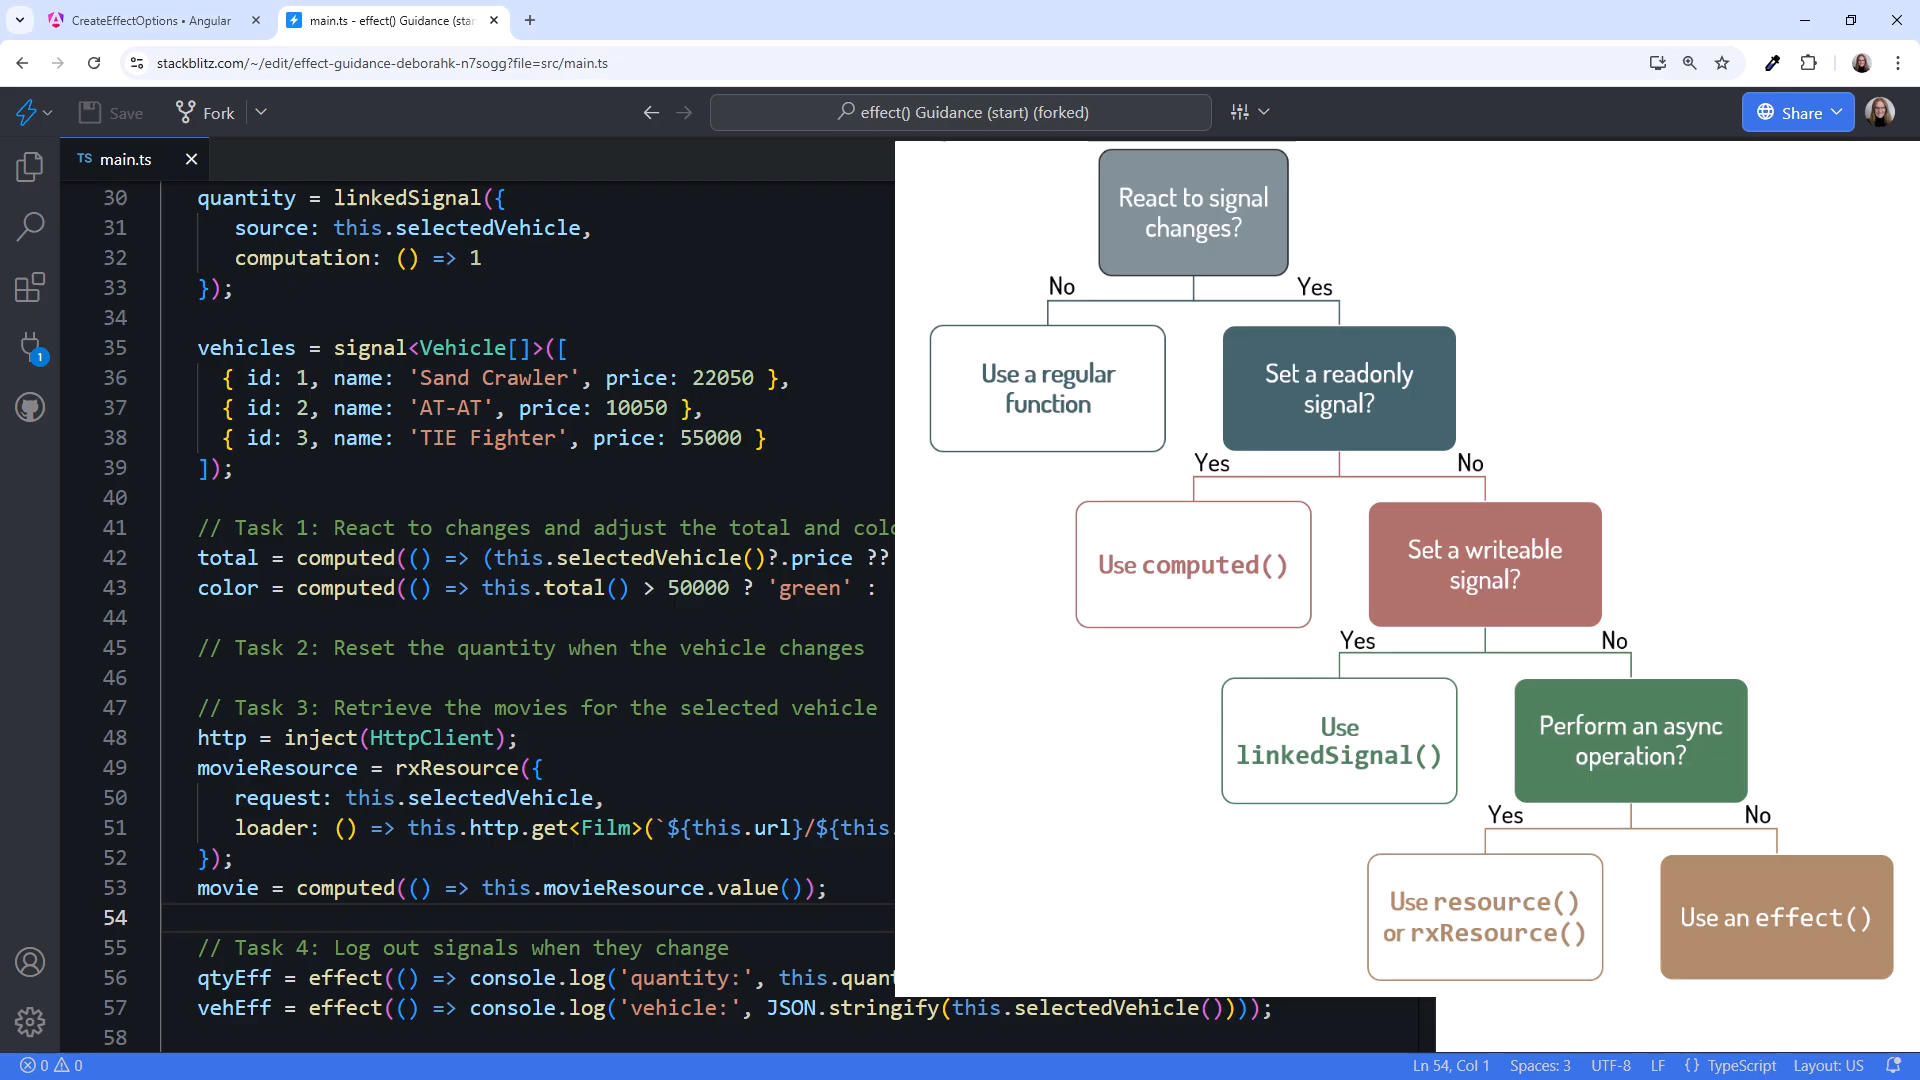 CreateEffectOptions • Angular
main.ts - effect() Guidance (star
stackblitz.com/~/edit/effect-guidance-deborahk-n7sogg?file=src/main.ts
Save
Fork
effect() Guidance (start) (forked)
Share
TS main.ts
30 quantity = linkedSignal({
31 source: this.selectedVehicle,
32 computation: () => 1
33 });
34
35 vehicles = signal<Vehicle[]>([
36 { id: 1, name: 'Sand Crawler', price: 22050 },
37 { id: 2, name: 'AT-AT', price: 10050 },
38 { id: 3, name: 'TIE Fighter', price: 55000 }
39 ]);
40
41 // Task 1: React to changes and adjust the total and colo
42 total = computed(() => (this.selectedVehicle()?.price ??
43 color = computed(() => this.total() > 50000 ? 'green' :
44
45 // Task 2: Reset the quantity when the vehicle changes
46
47 // Task 3: Retrieve the movies for the selected vehicle
48 http = inject(HttpClient);
49 movieResource = rxResource({
50 request: this.selectedVehicle,
51 loader: () => this.http.get<Film>(`${this.url}/${this.
52 });
53 movie = computed(() => this.movieResource.value());
54
55 // Task 4: Log out signals when they change
56 qtyEff = effect(() => console.log('quantity:', this.quant
57 vehEff = effect(() => console.log('vehicle:', JSON.stringify(this.selectedVehicle())));
58
1
React to signal
changes?
No
Yes
Use a regular
function
Set a readonly
signal?
Yes
No
Use computed()
Set a writeable
signal?
Yes
No
Use
linkedSignal()
Perform an async
operation?
Yes
No
Use resource()
or rxResource()
Use an effect()
0 0
Ln 54, Col 1
Spaces: 3
UTF-8
LF
{} TypeScript
Layout: US